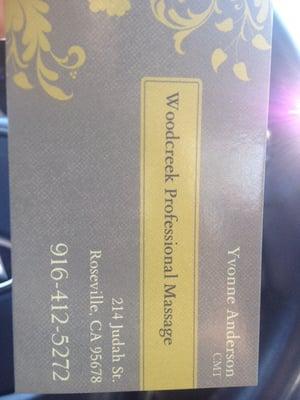 Yvonne Anderson
CMT
Woodcreek Professional Massage
214 Judah St.
Roseville, CA 95678
916-412-5272